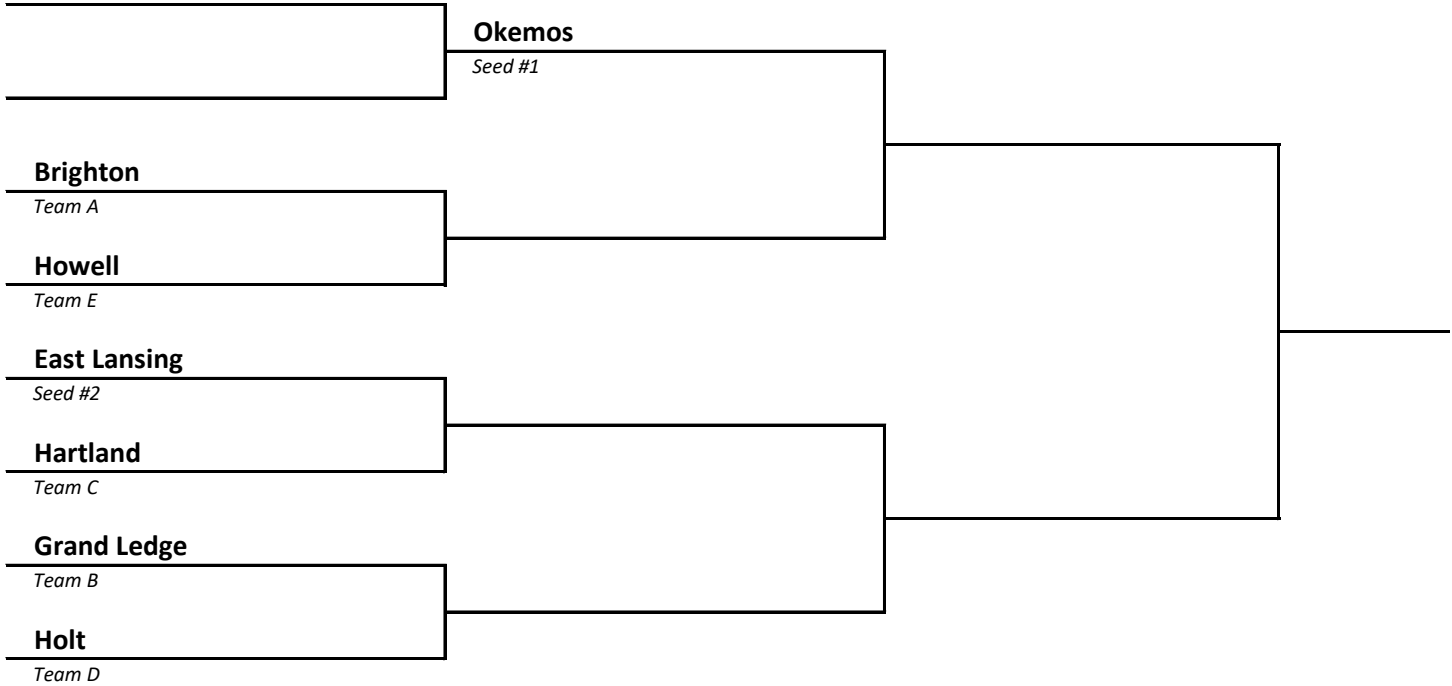 Okemos
Seed #1
Brighton
Team A
Howell
Team E
East Lansing
Seed #2
Hartland
Team C
Grand Ledge
Team B
Holt
Team D